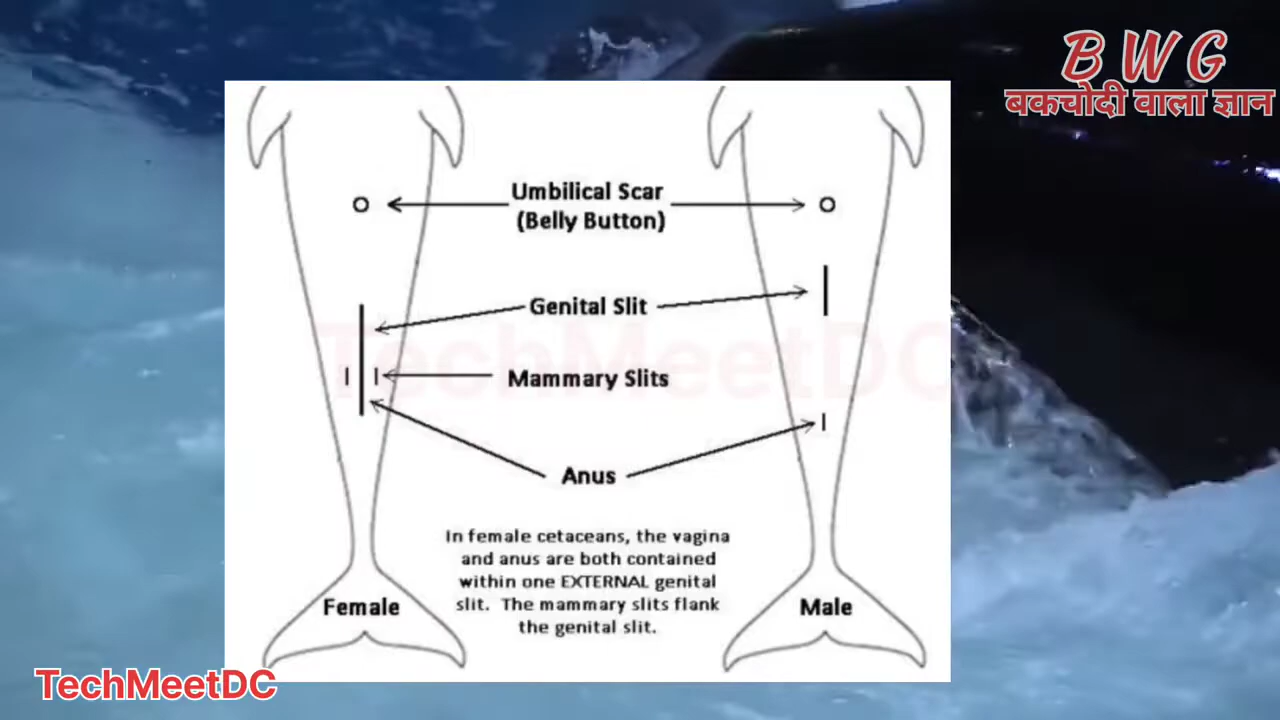 B W G
बकचोदी वाला ज्ञान
Umbilical Scar
(Belly Button)
Genital Slit
TechMeetDC
Mammary Slits
Anus
In female cetaceans, the vagina
and anus are both contained
within one EXTERNAL genital
slit. The mammary slits flank
the genital slit.
Female
Male
TechMeetDC